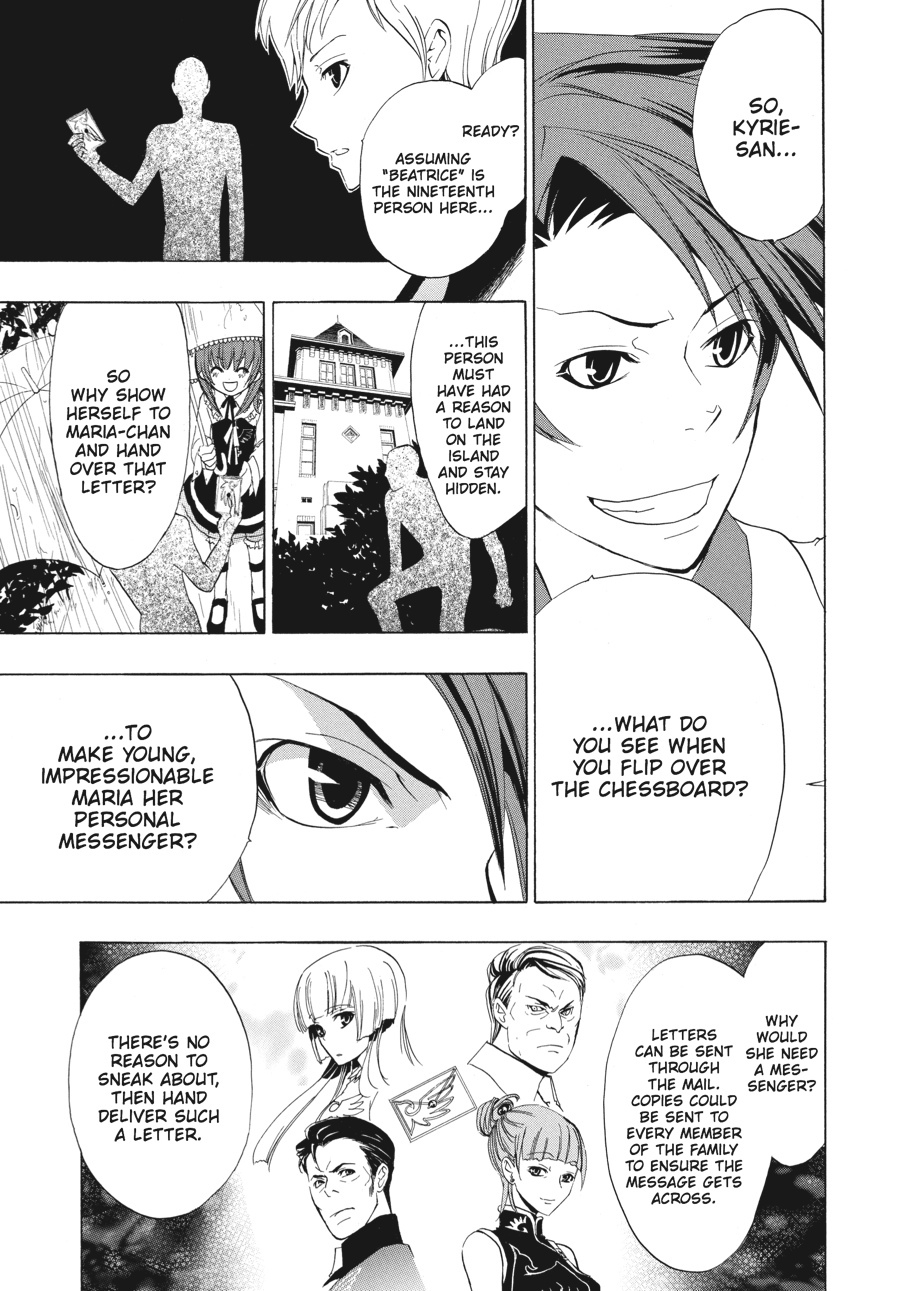 SO,
KYRIE-
SAN...
...WHAT DO
YOU SEE WHEN
YOU FLIP OVER
THE CHESSBOARD?
READY?
ASSUMING
"BEATRICE" IS
THE NINETEENTH
PERSON HERE...
...THIS
PERSON
MUST
HAVE HAD
A REASON
TO LAND
ON THE
ISLAND
AND STAY
HIDDEN.
SO
WHY SHOW
HERSELF TO
MARIA-CHAN
AND HAND
OVER THAT
LETTER?
...TO
MAKE YOUNG,
IMPRESSIONABLE
MARIA HER
PERSONAL
MESSENGER?
WHY
WOULD
SHE NEED
A MES-
SENGER?
LETTERS
CAN BE SENT
THROUGH
THE MAIL.
COPIES COULD
BE SENT TO
EVERY MEMBER
OF THE FAMILY
TO ENSURE THE
MESSAGE GETS
ACROSS.
THERE'S NO
REASON TO
SNEAK ABOUT,
THEN HAND
DELIVER SUCH
A LETTER.